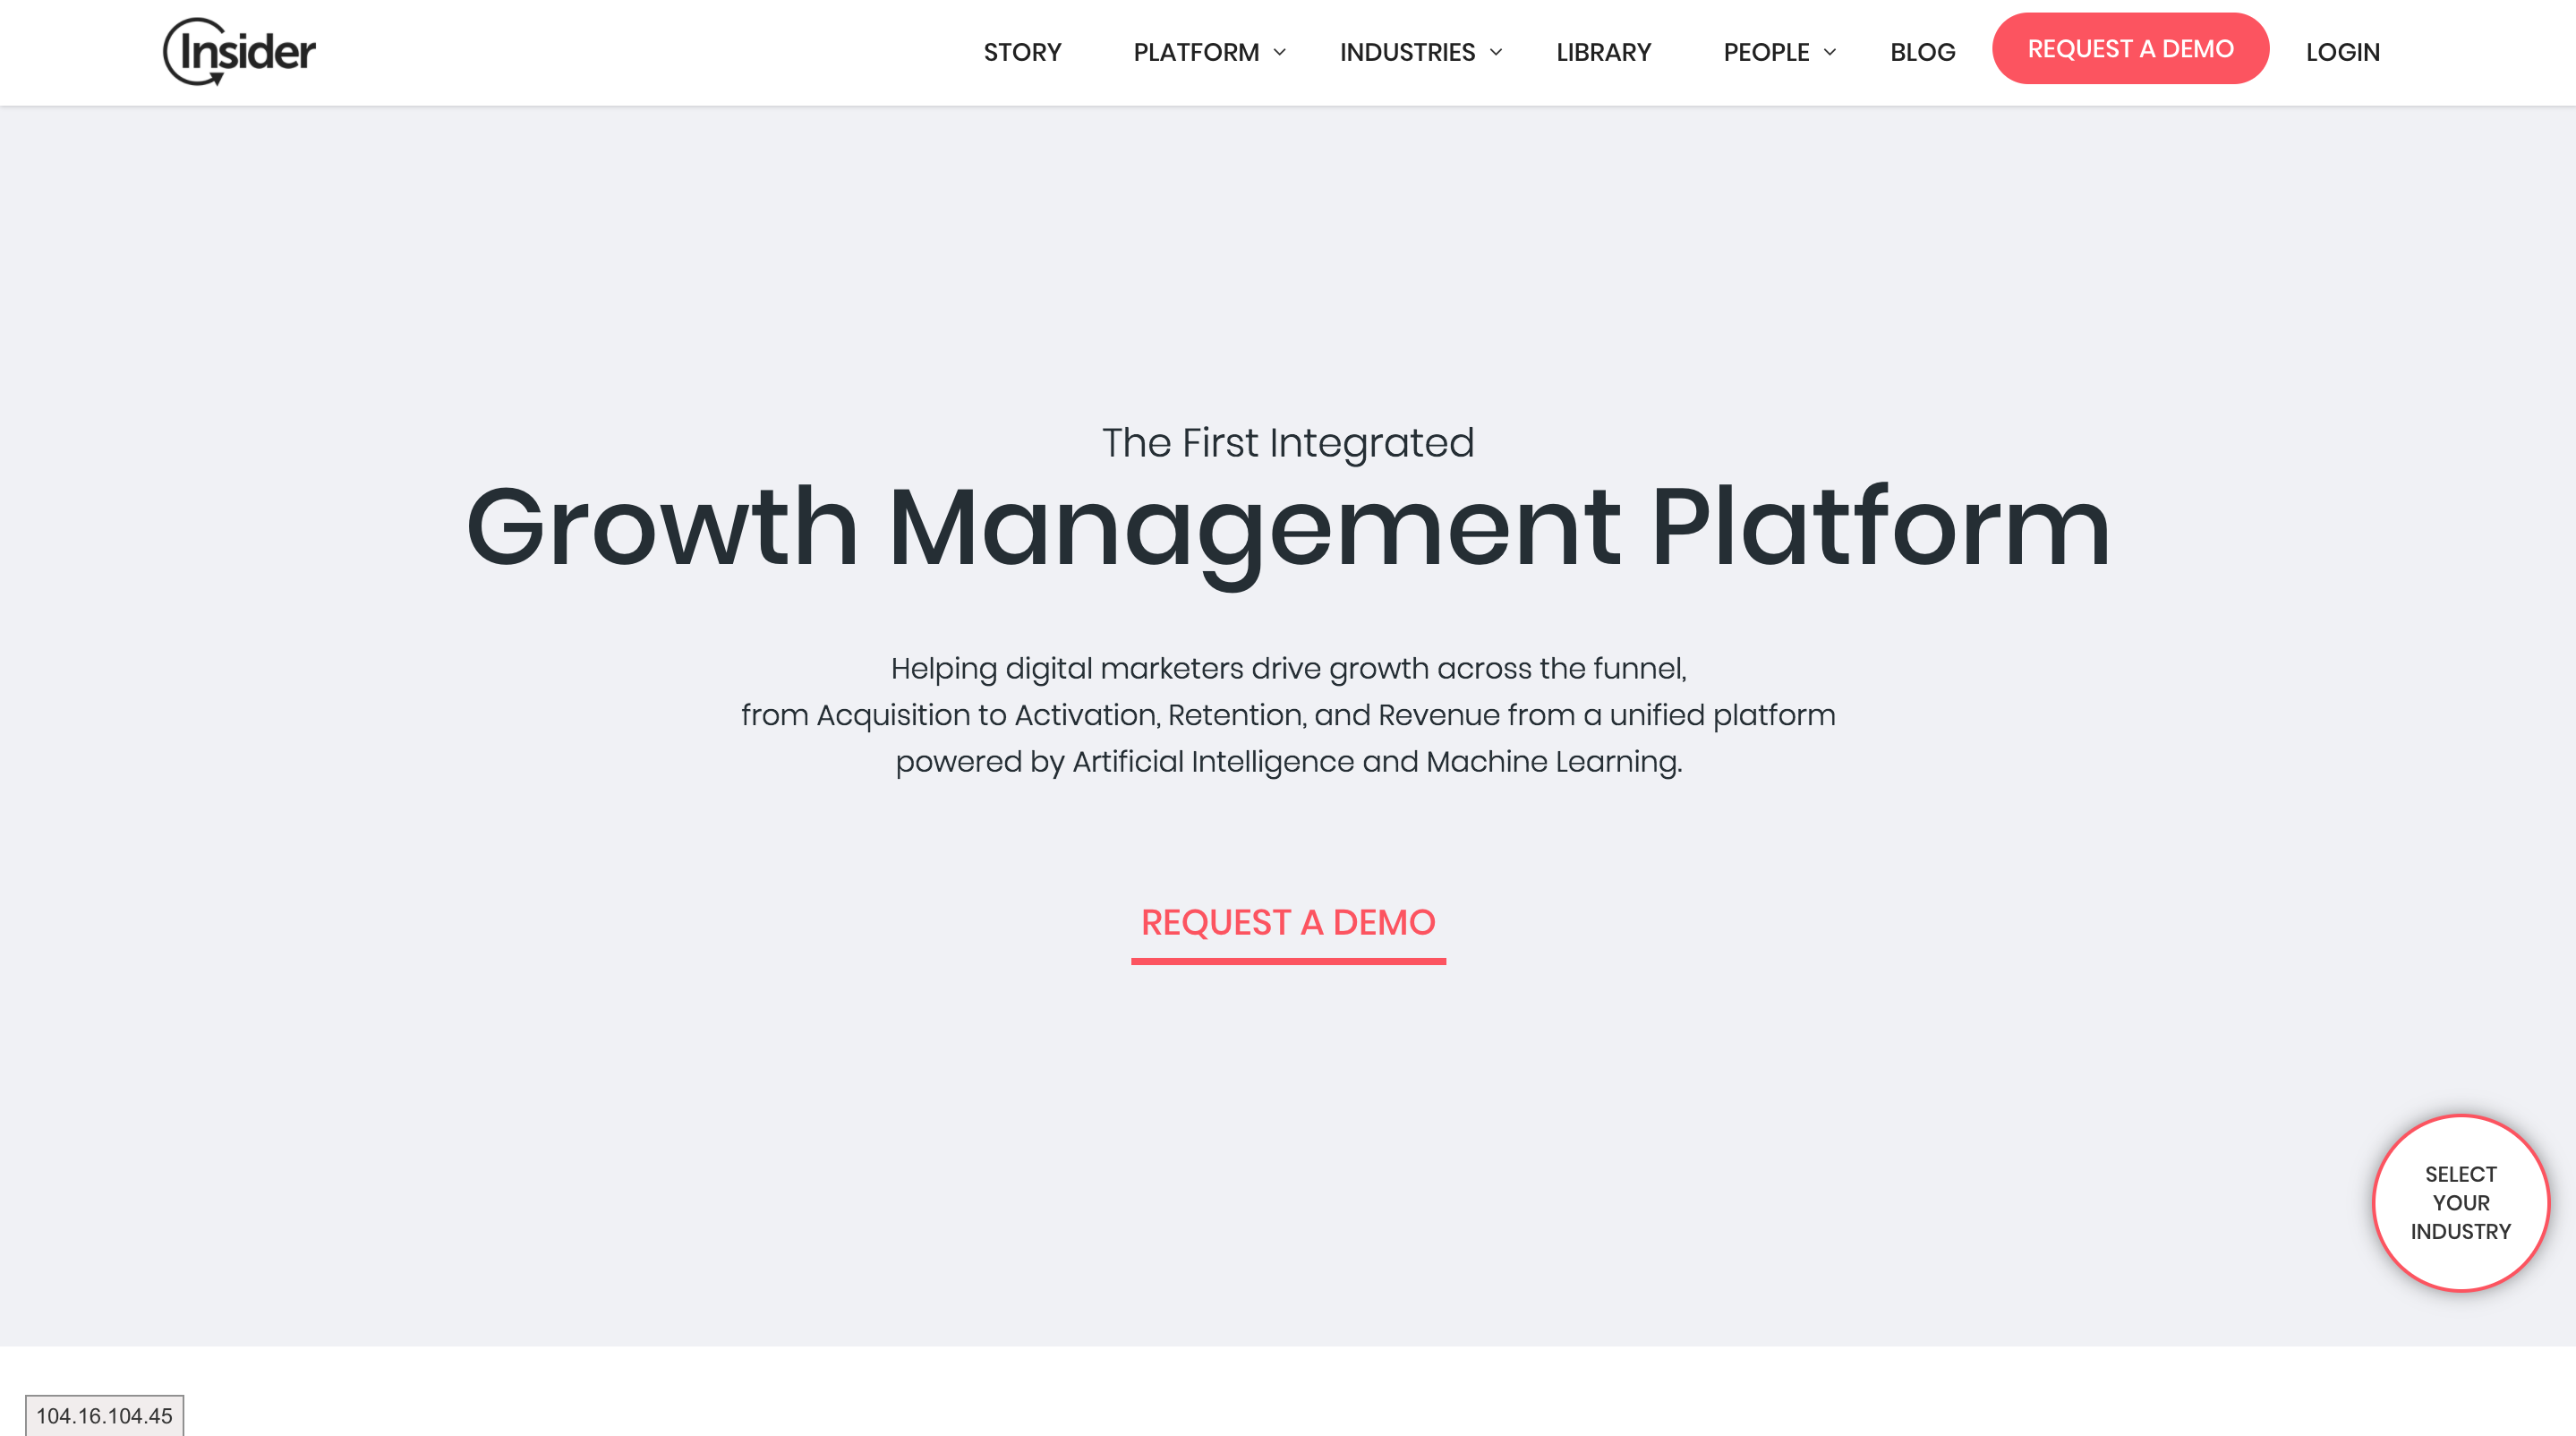 Insider
STORY PLATFORM INDUSTRIES LIBRARY PEOPLE BLOG REQUEST A DEMO LOGIN
The First Integrated
Growth Management Platform
Helping digital marketers drive growth across the funnel,
from Acquisition to Activation, Retention, and Revenue from a unified platform
powered by Artificial Intelligence and Machine Learning.
REQUEST A DEMO
SELECT
YOUR
INDUSTRY
104.16.104.45